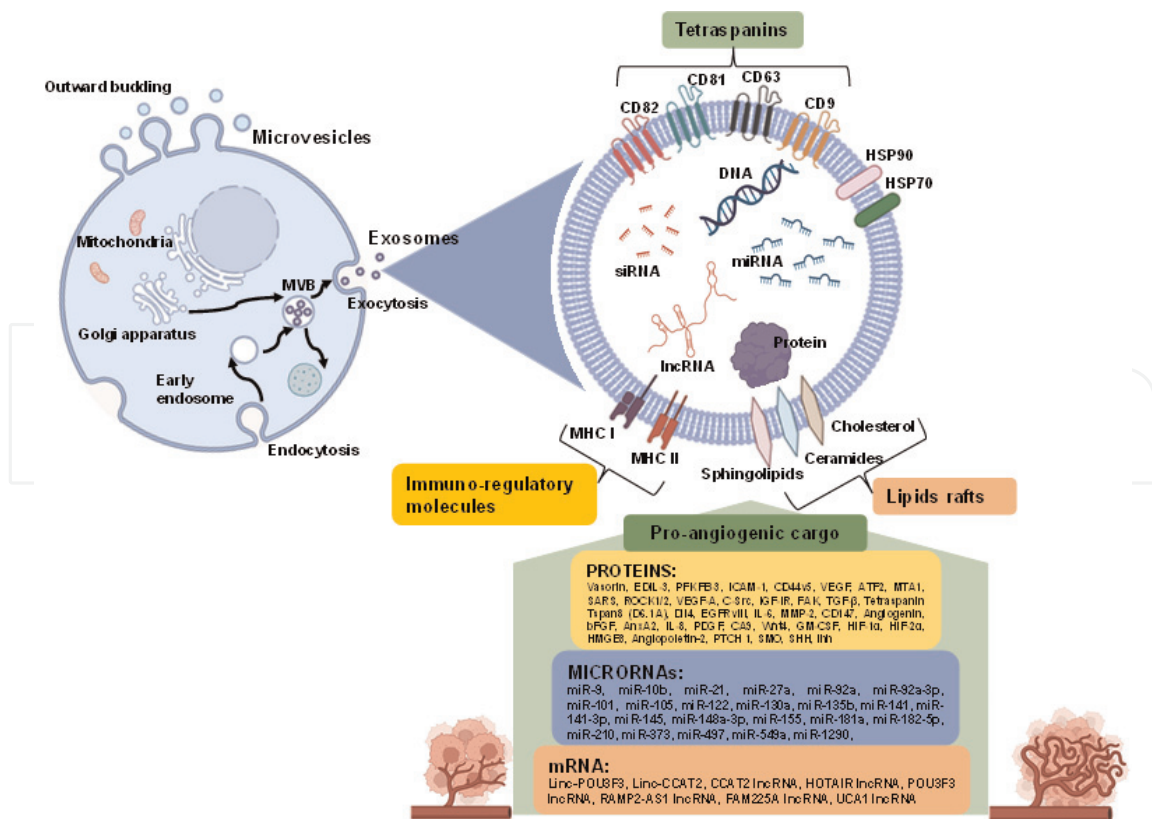 Tetraspanins
Outward budding
Microvesicles
Mitochondria
Exosomes
MVB
Exocytosis
Golgi apparatus
Early
endosome
Endocytosis
CD82
CD81
CD63
CD9
HSP90
HSP70
DNA
siRNA
miRNA
lncRNA
Protein
MHC I
MHC II
Sphingolipids
Ceramides
Cholesterol
Immuno-regulatory
molecules
Lipids rafts
Pro-angiogenic cargo
PROTEINS:
Vasorin, EDIL-3, PFKFB3, ICAM-1, CD44v5, VEGF, ATF2, MTA1,
SARS, ROCK1/2, VEGF-A, C-Src, IGF-IR, FAK, TGF-β, Tetraspanin
Tspan8 (D6.1A), Dll4, EGFRvIII, IL-6, MMP-2, CD147, Angiogenin,
bFGF, AnxA2, IL-8, PDGF, CA9, Wnt4, GM-CSF, HIF-1α, HIF-2α,
Angiopoietin-2, PTCH 1, SMO, SHH, Ihh
MICRORNAs:
miR-9, miR-10b, miR-21, miR-27a, miR-92a, miR-92a-3p,
miR-101, miR-105, miR-122, miR-130a, miR-135b, miR-141, miR-
141-3p, miR-145, miR-148a-3p, miR-155, miR-181a, miR-182-5p,
miR-210, miR-373, miR-497, miR-549a, miR-1290,
mRNA:
Linc-POU3F3, Linc-CCAT2, CCAT2 lncRNA, HOTAIR lncRNA, POU3F3
lncRNA, RAMP2-AS1 lncRNA, FAM225A lncRNA, UCA1 lncRNA